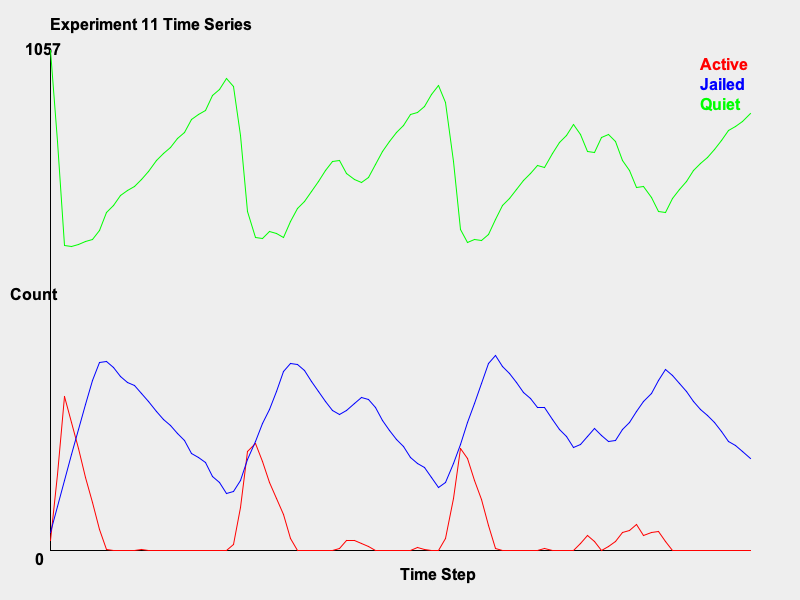 Experiment 11 Time Series
1057
Active
Jailed
Quiet
Count
0
Time Step